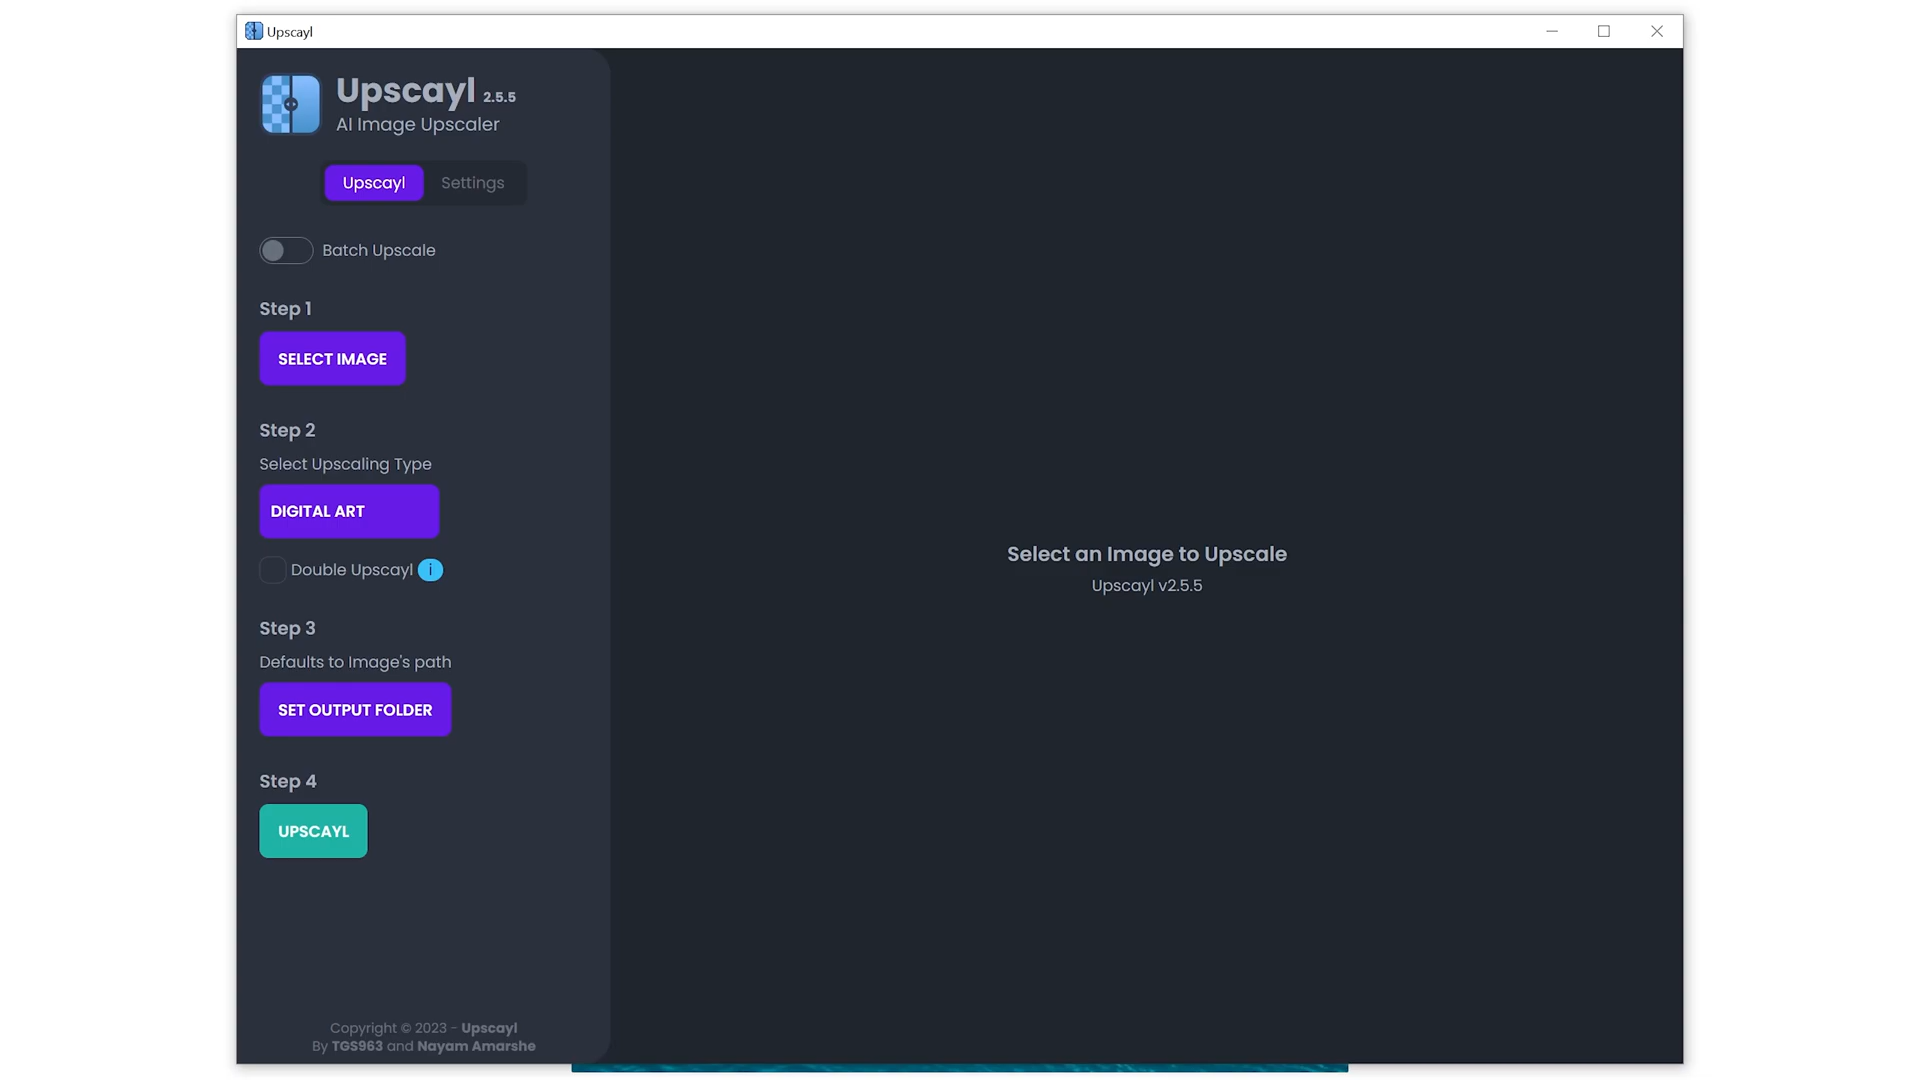 Upscayl
Upscayl 2.5.5
AI Image Upscaler
Upscayl Settings
Batch Upscale
Step 1
SELECT IMAGE
Step 2
Select Upscaling Type
DIGITAL ART
Double Upscayl i
Step 3
Defaults to Image's path
SET OUTPUT FOLDER
Step 4
UPSCAYL
Copyright © 2023 - Upscayl
By TGS963 and Nayam Amarshe
Select an Image to Upscale
Upscayl v2.5.5